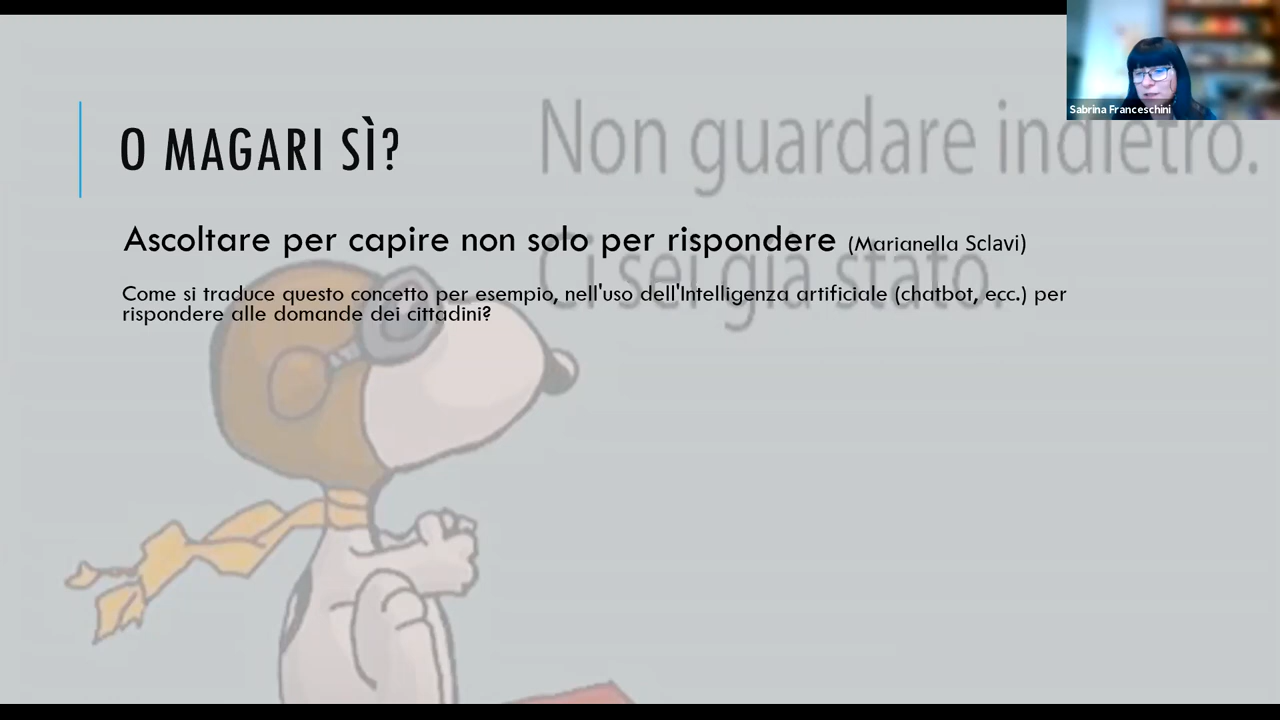 Sabrina Franceschini
Non guardare indietro.
O MAGARI SÌ?
Ascoltare per capire non solo per rispondere (Marianella Sclavi)
Ci sei già stato.
Come si traduce questo concetto per esempio, nell'uso dell'Intelligenza artificiale (chatbot, ecc.) per
rispondere alle domande dei cittadini?